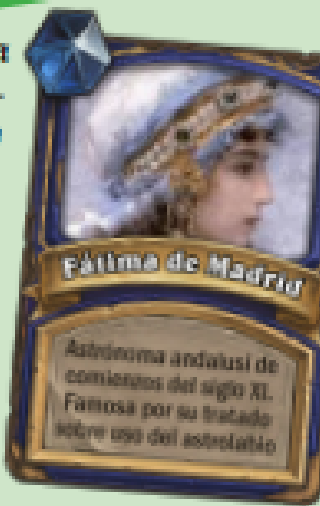 Fátima de Madrid
Astrónoma andalusí de
comienzos del siglo XI.
Famosa por su tratado
sobre uso del astrolabio